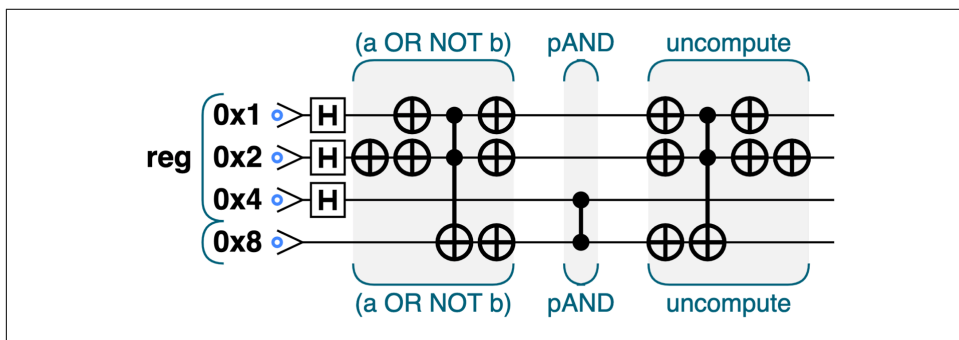 (a OR NOT b) pAND uncompute
0x1 H
reg 0x2 H
0x4 H
0x8
(a OR NOT b) pAND uncompute